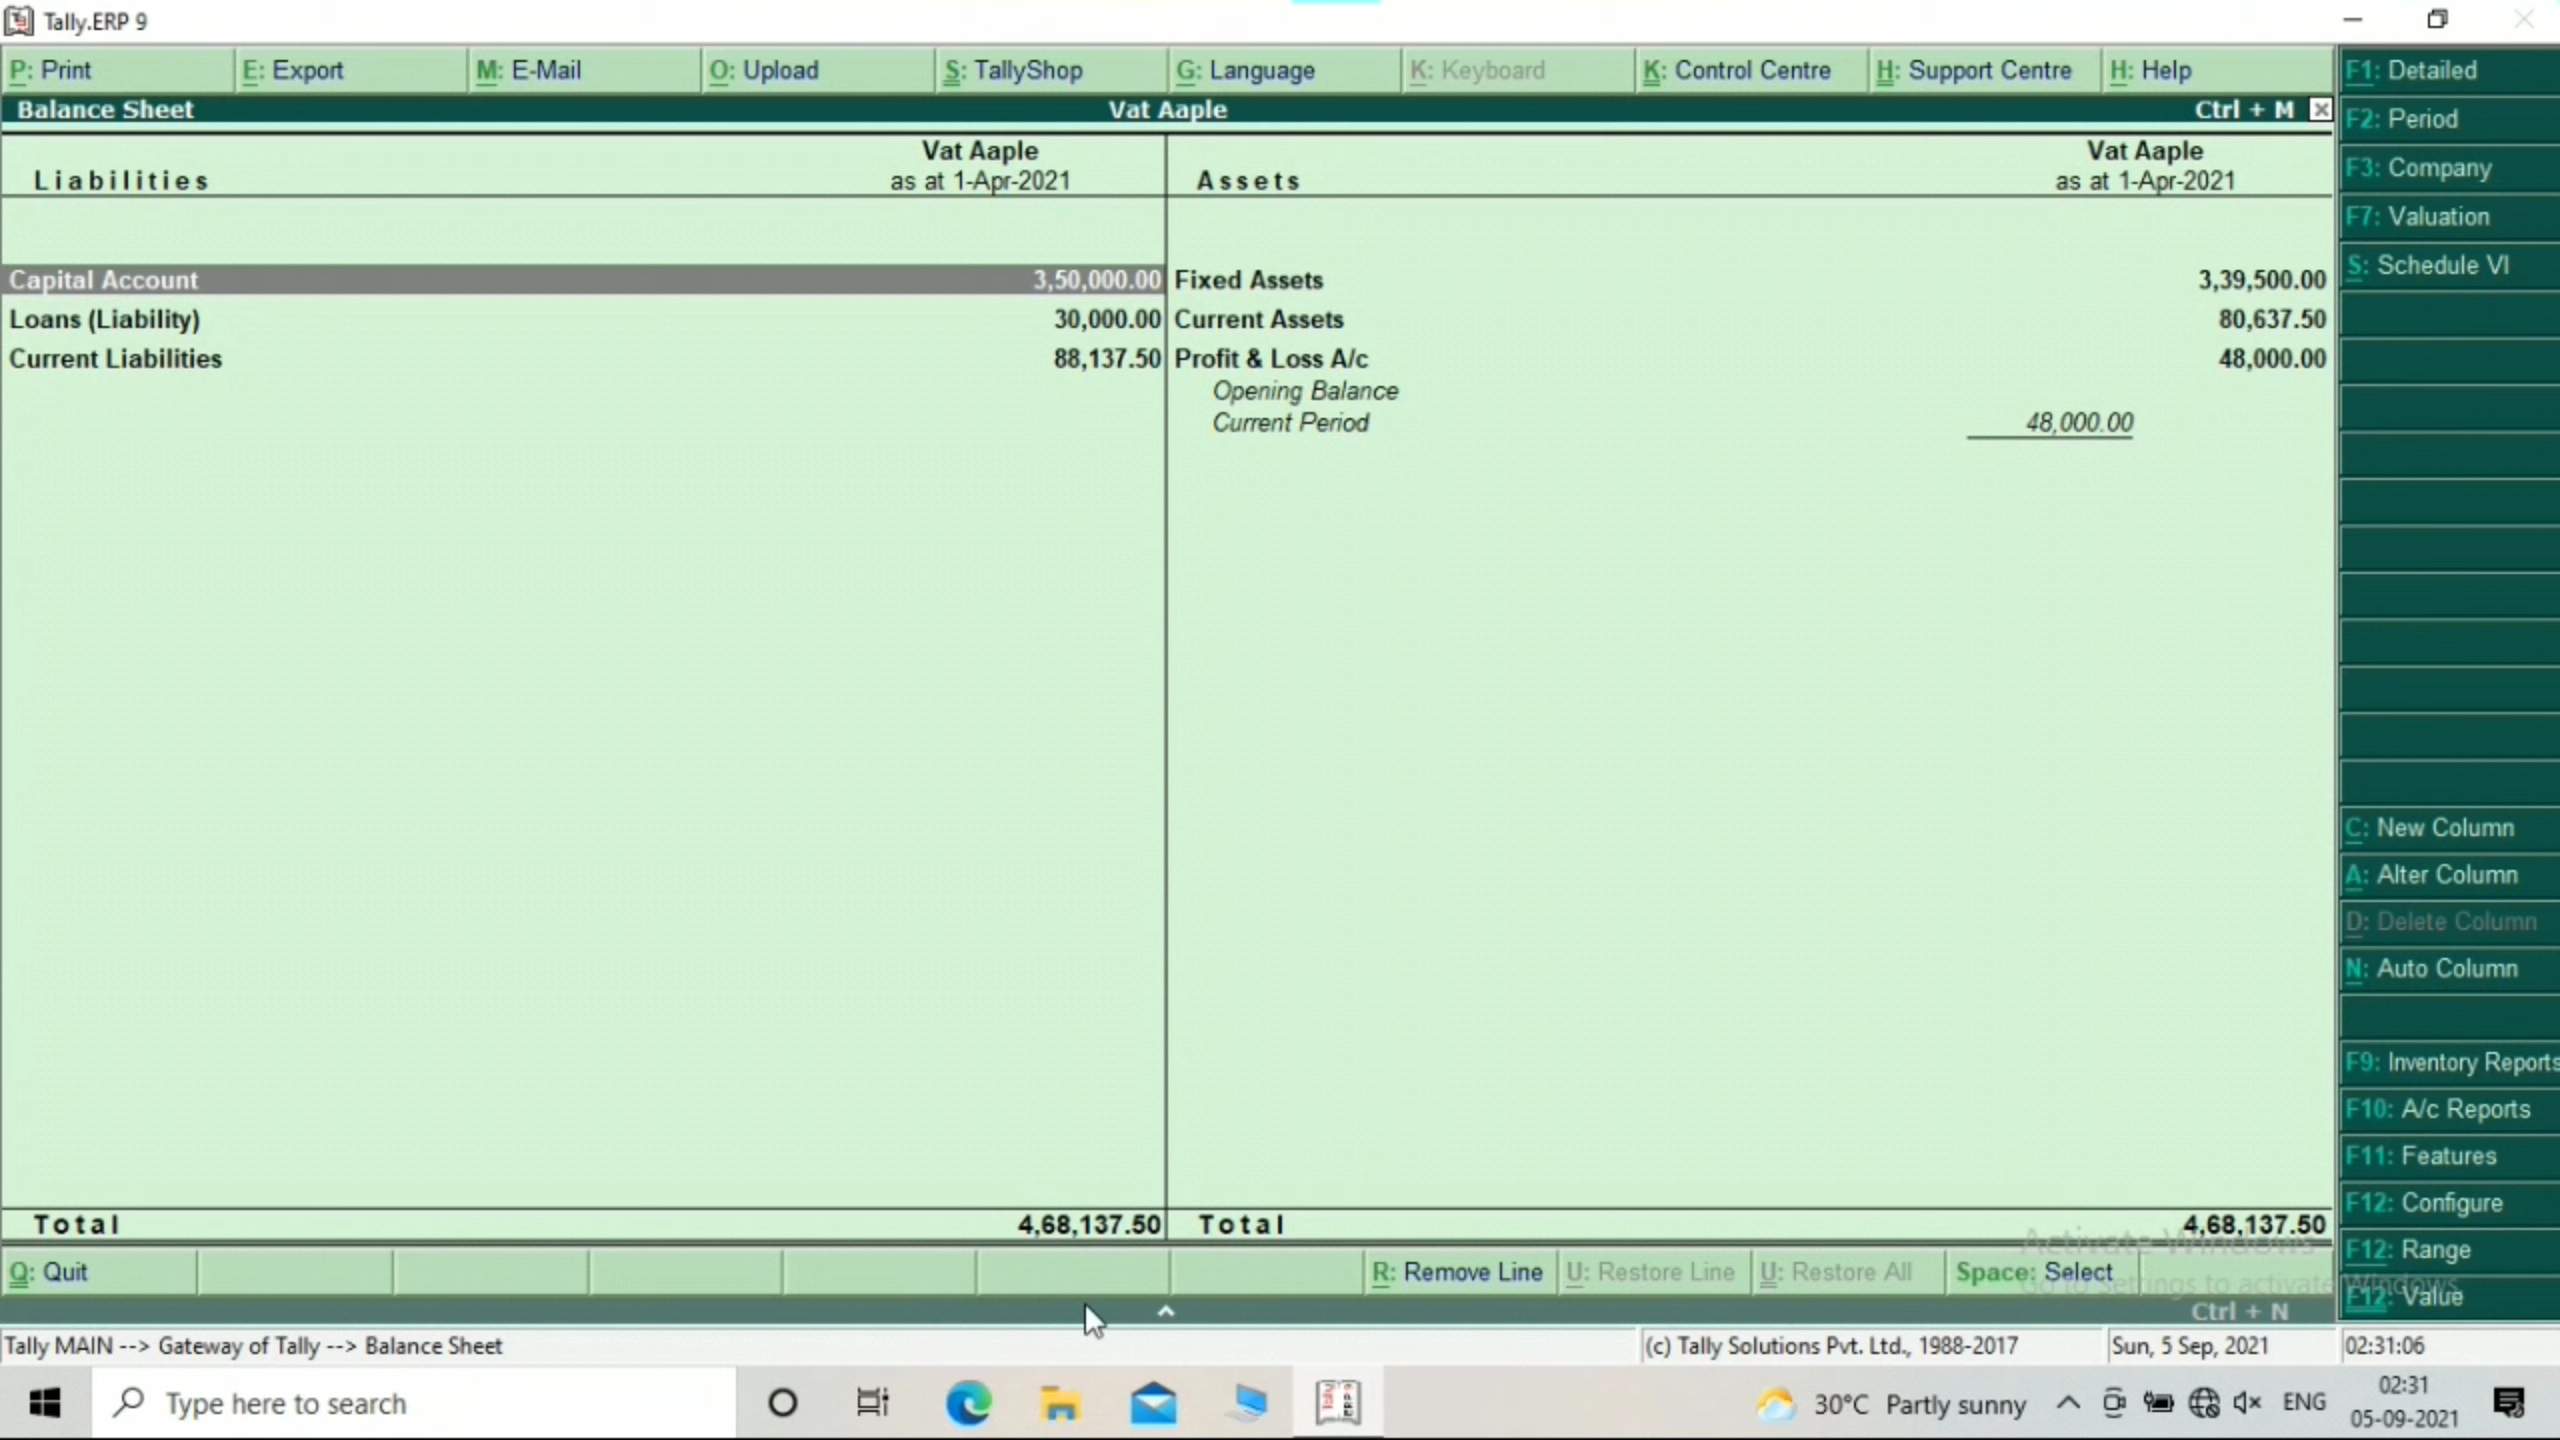 Tally.ERP 9
P: Print E: Export M: E-Mail O: Upload S: TallyShop G: Language K: Keyboard K: Control Centre H: Support Centre H: Help
Balance Sheet Vat Aaple Ctrl + M
Vat Aaple Vat Aaple
Liabilities as at 1-Apr-2021 Assets as at 1-Apr-2021
Capital Account 3,50,000.00 Fixed Assets 3,39,500.00
Loans (Liability) 30,000.00 Current Assets 80,637.50
Current Liabilities 88,137.50 Profit & Loss A/c 48,000.00
Opening Balance
Current Period 48,000.00
Total 4,68,137.50 Total 4,68,137.50
F1: Detailed
F2: Period
F3: Company
F7: Valuation
S: Schedule VI
C: New Column
A: Alter Column
D: Delete Column
N: Auto Column
F9: Inventory Reports
F10: A/c Reports
F11: Features
F12: Configure
F12: Range
F12: Value
Activate Windows
Go to Settings to activate Windows.
Q: Quit R: Remove Line U: Restore Line U: Restore All Space: Select
Ctrl + N
Tally MAIN --> Gateway of Tally --> Balance Sheet (c) Tally Solutions Pvt. Ltd., 1988-2017 Sun, 5 Sep, 2021 02:31:06
Type here to search 30°C Partly sunny ENG 02:31
05-09-2021